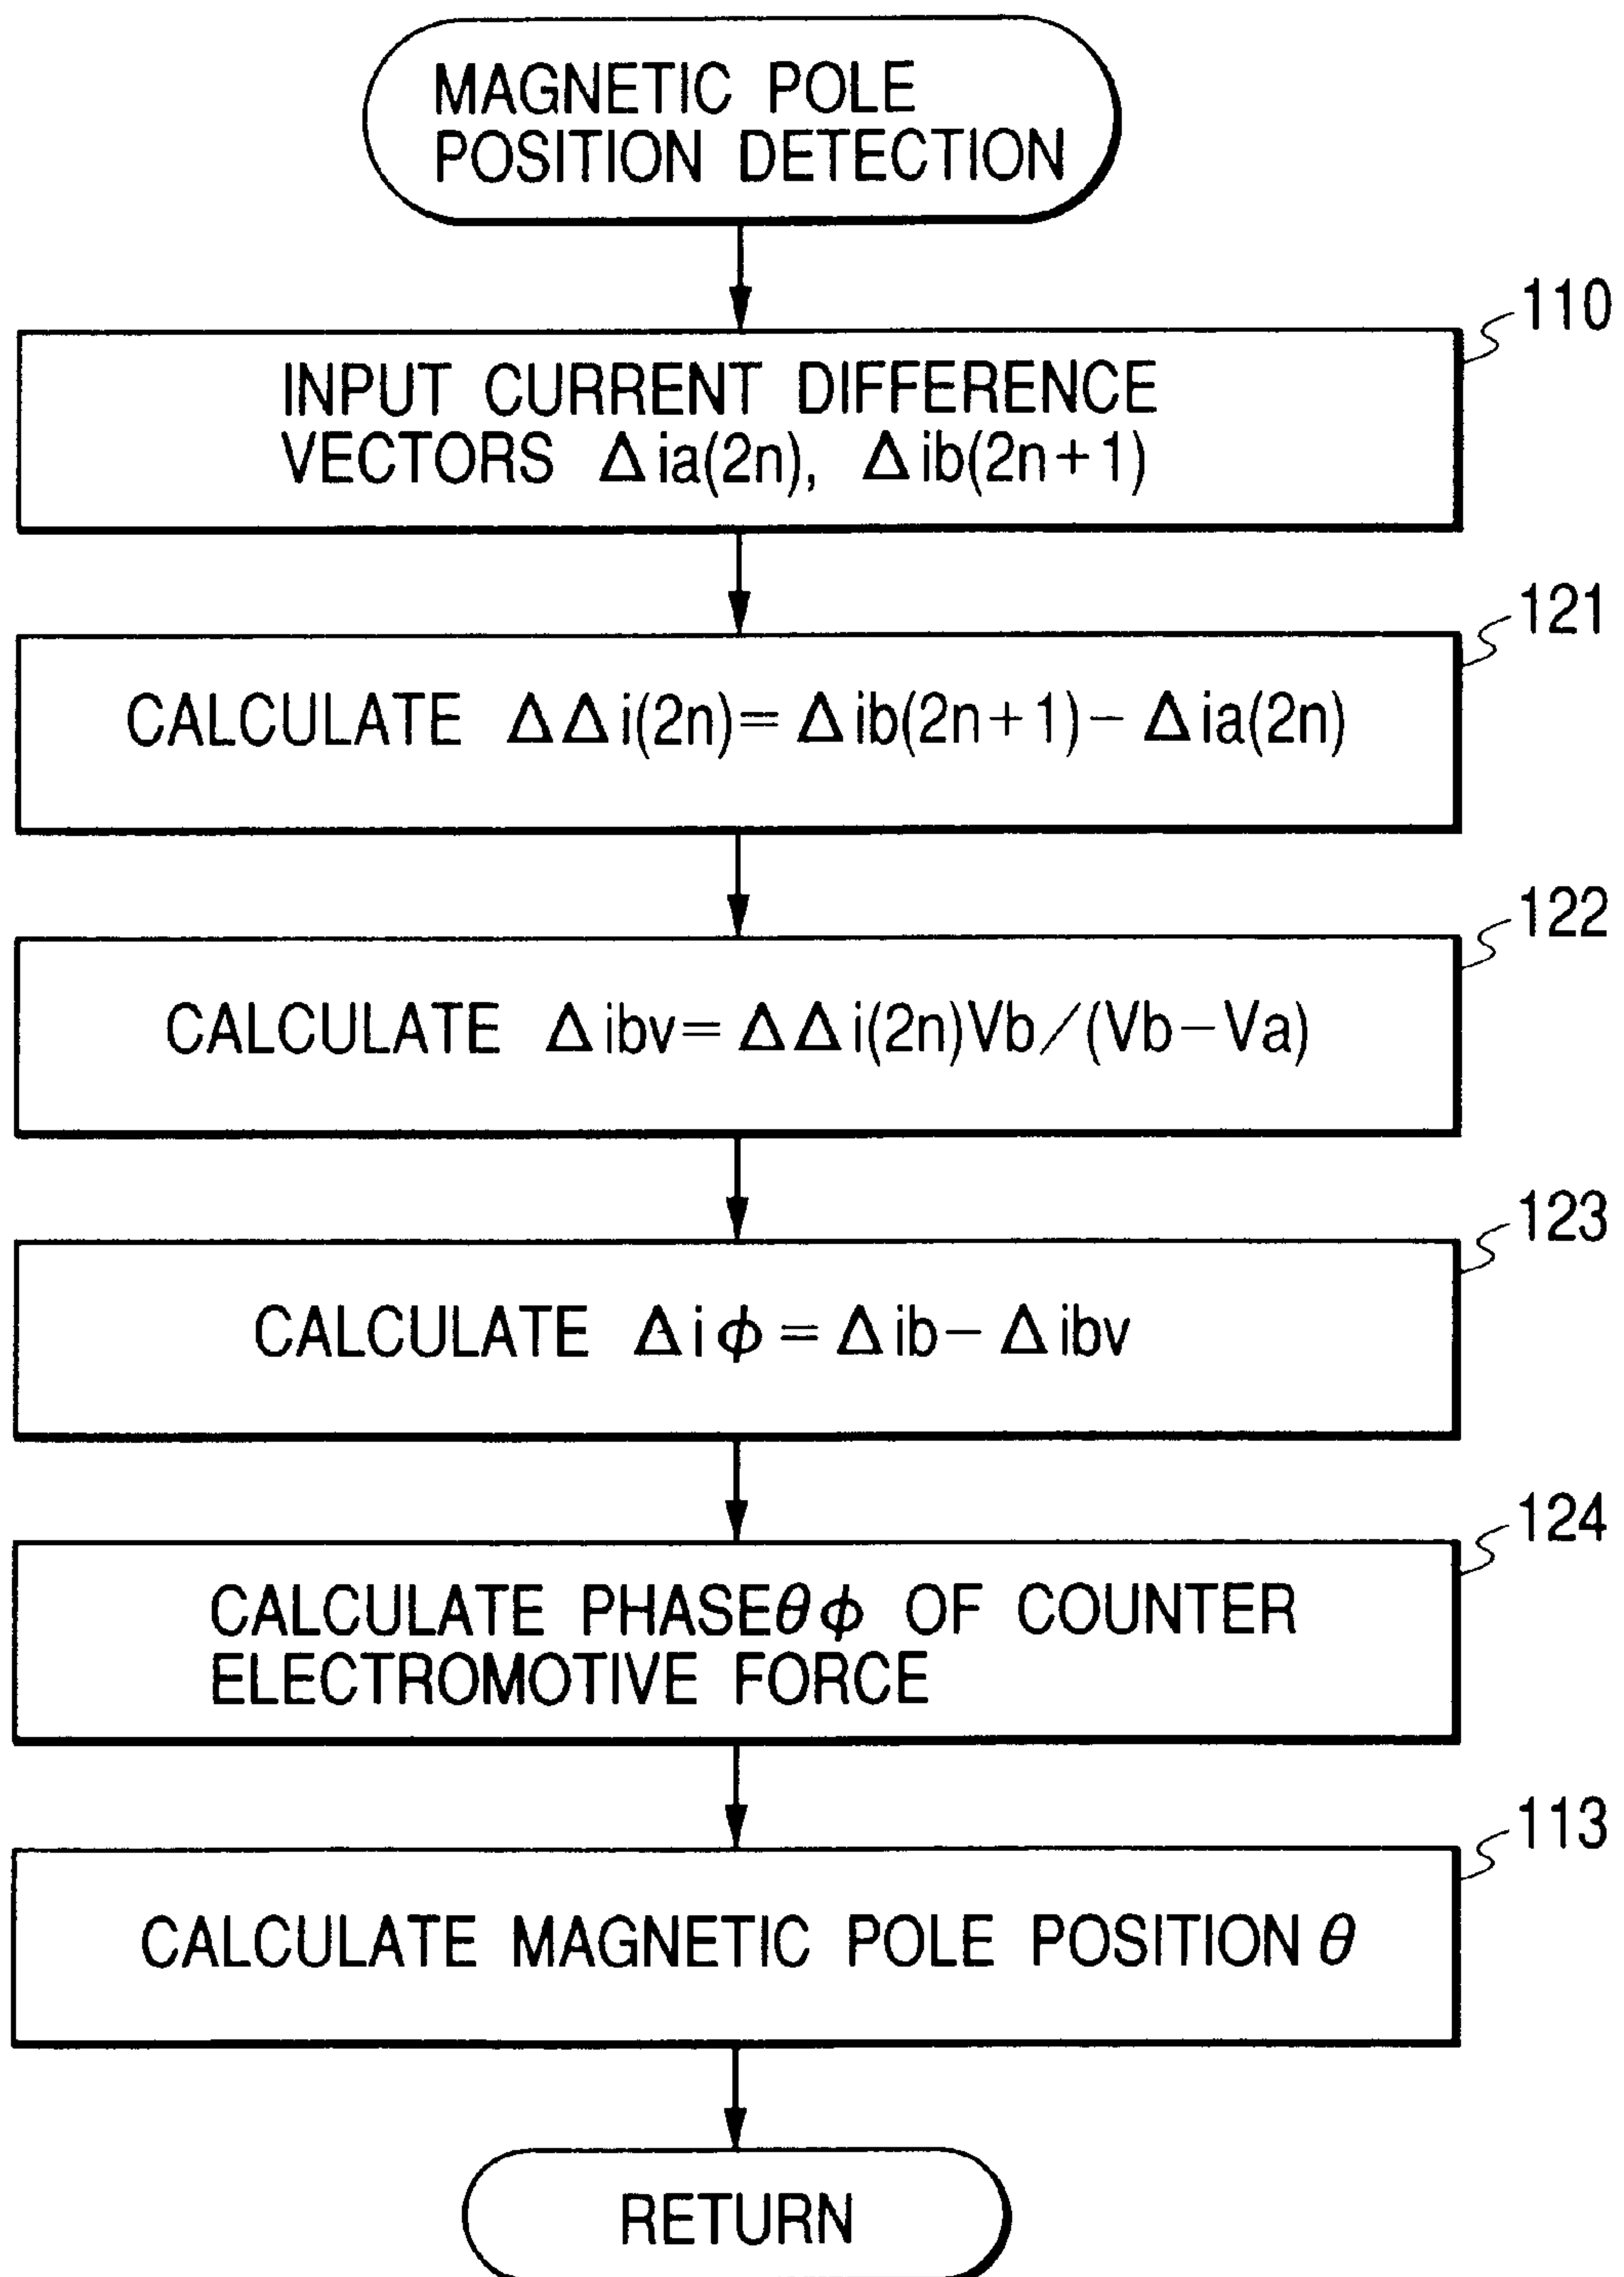 MAGNETIC POLE
POSITION DETECTION
110
INPUT CURRENT DIFFERENCE
VECTORS Δia(2n), Δib(2n+1)
121
CALCULATE ΔΔi(2n)=Δib(2n+1)-Δia(2n)
122
CALCULATE Δibv=ΔΔi(2n)Vb/(Vb-Va)
123
CALCULATE Δiϕ=Δib-Δibv
124
CALCULATE PHASEθϕ OF COUNTER
ELECTROMOTIVE FORCE
113
CALCULATE MAGNETIC POLE POSITION θ
RETURN